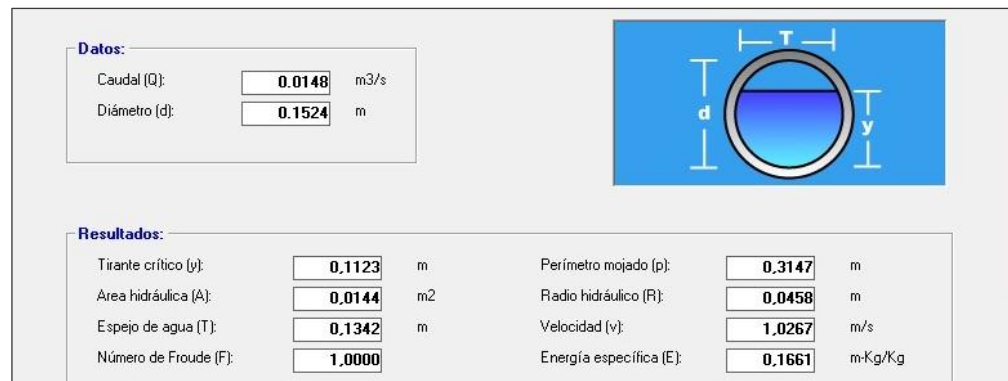 Datos:
Caudal (Q): 0.0148 m3/s
Diámetro (d): 0.1524 m
T
d
y
Resultados:
Tirante crítico (y): 0,1123 m Perímetro mojado (p): 0,3147 m
Area hidráulica (A): 0,0144 m2 Radio hidráulico (R): 0,0458 m
Espejo de agua (T): 0,1342 m Velocidad (v): 1,0267 m/s
Número de Froude (F): 1,0000 Energía específica (E): 0,1661 m-Kg/Kg